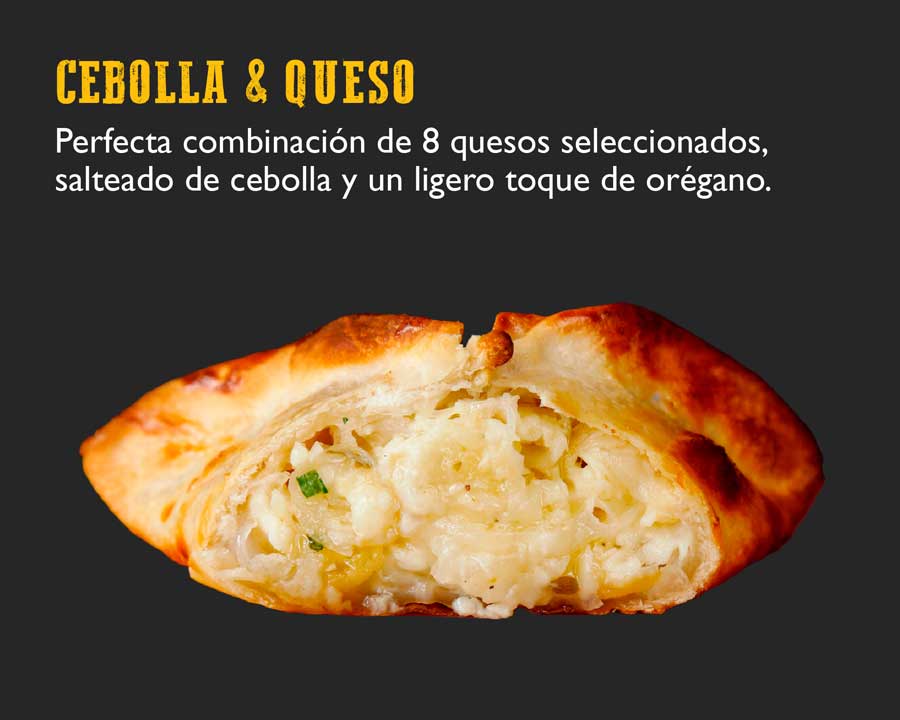 CEBOLLA & QUESO
Perfecta combinación de 8 quesos seleccionados,
salteado de cebolla y un ligero toque de orégano.